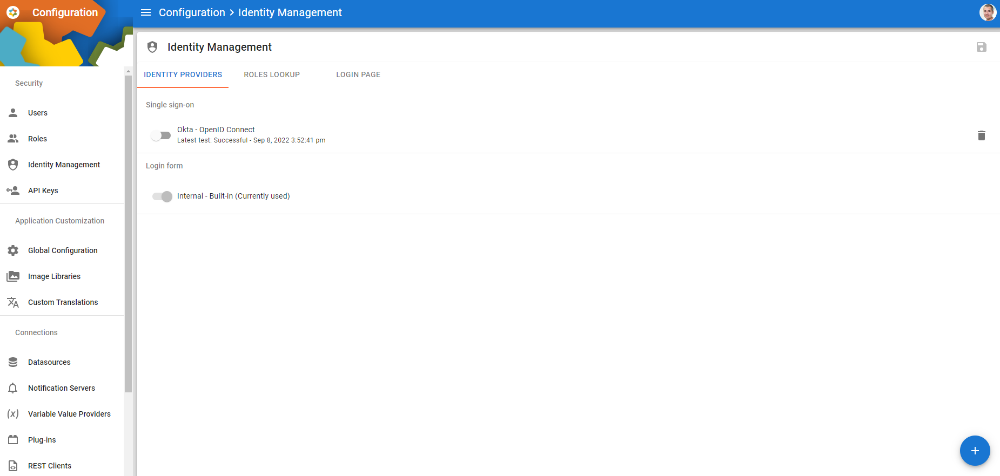 Configuration
Configuration > Identity Management
Identity Management
IDENTITY PROVIDERS
ROLES LOOKUP
LOGIN PAGE
Single sign-on
Okta - OpenID Connect
Latest test: Successful - Sep 8, 2022 3:52:41 pm
Login form
Internal - Built-in (Currently used)
Security
Users
Roles
Identity Management
API Keys
Application Customization
Global Configuration
Image Libraries
Custom Translations
Connections
Datasources
Notification Servers
Variable Value Providers
Plug-ins
REST Clients